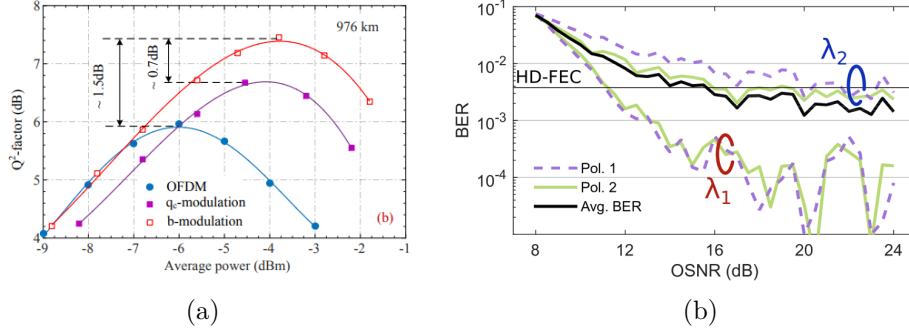 (a)
976 km
~ 1.5dB
~ 0.7dB
Q²-factor (dB)
8
7
6
5
4
OFDM
q꜀-modulation
b-modulation
(b)
-9
-8
-7
-6
-5
-4
-3
-2
-1
Average power (dBm)
(a)
b
10⁻¹
10⁻²
10⁻³
10⁻⁴
BER
HD-FEC
λ₂
λ₁
Pol. 1
Pol. 2
Avg. BER
8
12
16
20
24
OSNR (dB)
(b)